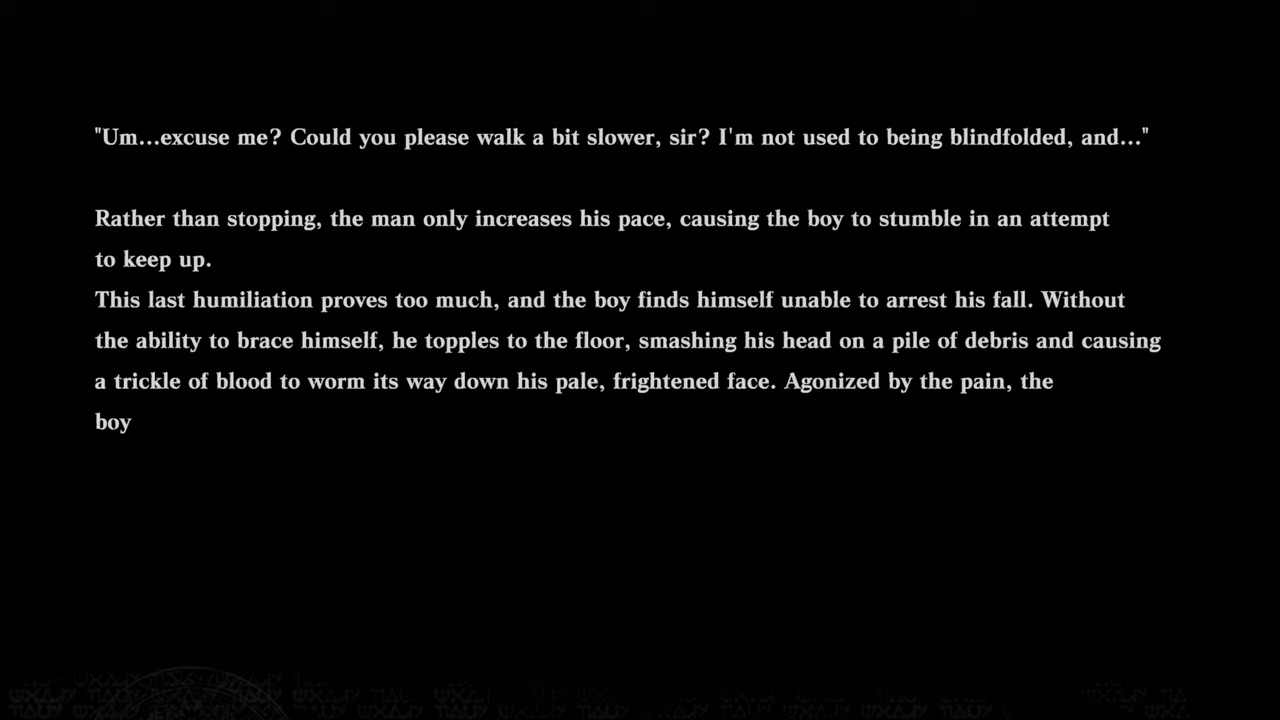 "Um...excuse me? Could you please walk a bit slower, sir? I'm not used to being blindfolded, and..."
Rather than stopping, the man only increases his pace, causing the boy to stumble in an attempt
to keep up.
This last humiliation proves too much, and the boy finds himself unable to arrest his fall. Without
the ability to brace himself, he topples to the floor, smashing his head on a pile of debris and causing
a trickle of blood to worm its way down his pale, frightened face. Agonized by the pain, the
boy